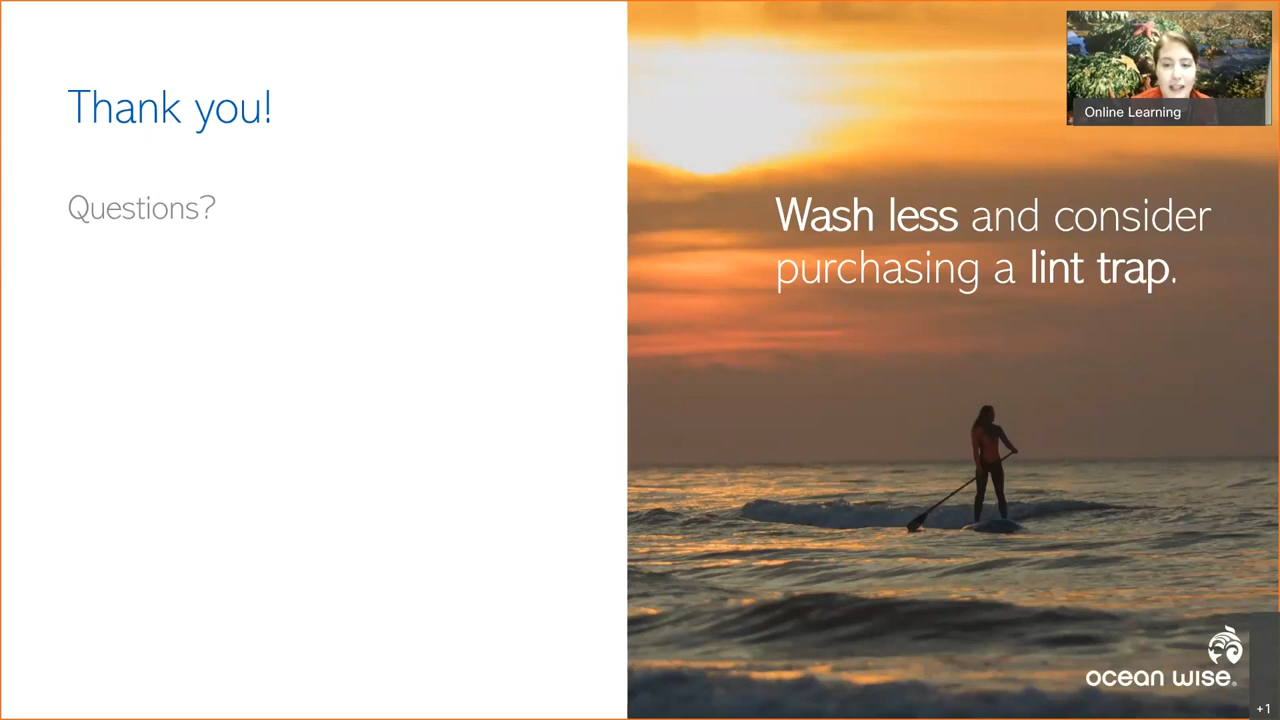 Thank you!
Questions?
Online Learning
Wash less and consider
purchasing a lint trap.
ocean wise®
+1